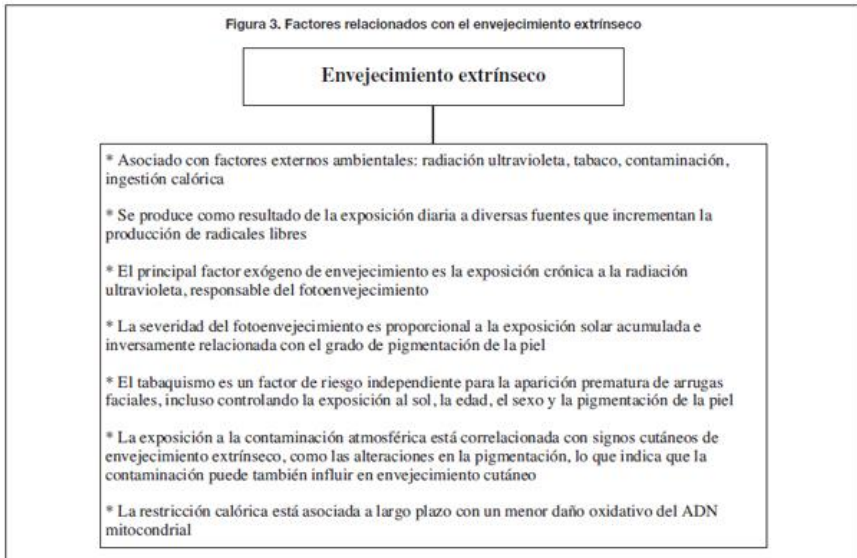 Figura 3. Factores relacionados con el envejecimiento extrínseco
Envejecimiento extrínseco
* Asociado con factores externos ambientales: radiación ultravioleta, tabaco, contaminación,
ingestión calórica
* Se produce como resultado de la exposición diaria a diversas fuentes que incrementan la
producción de radicales libres
* El principal factor exógeno de envejecimiento es la exposición crónica a la radiación
ultravioleta, responsable del fotoenvejecimiento
* La severidad del fotoenvejecimiento es proporcional a la exposición solar acumulada e
inversamente relacionada con el grado de pigmentación de la piel
* El tabaquismo es un factor de riesgo independiente para la aparición prematura de arrugas
faciales, incluso controlando la exposición al sol, la edad, el sexo y la pigmentación de la piel
* La exposición a la contaminación atmosférica está correlacionada con signos cutáneos de
envejecimiento extrínseco, como las alteraciones en la pigmentación, lo que indica que la
contaminación puede también influir en envejecimiento cutáneo
* La restricción calórica está asociada a largo plazo con un menor daño oxidativo del ADN
mitocondrial